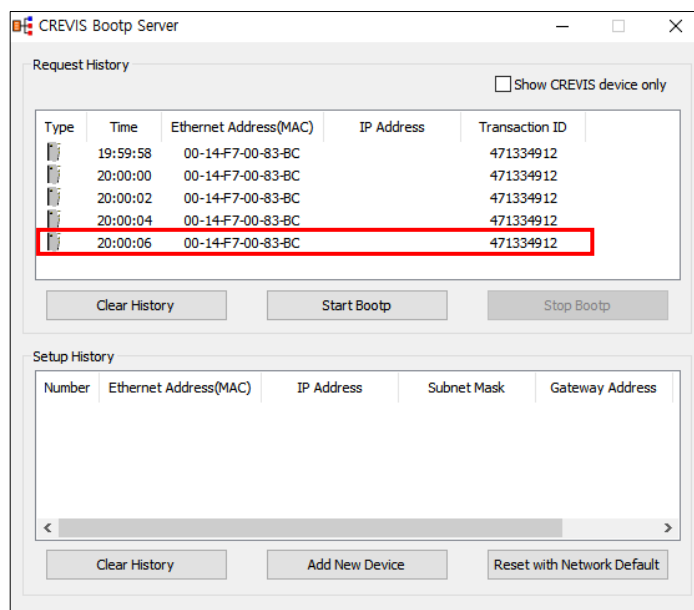 CREVIS Bootp Server
Request History
Show CREVIS device only
Type Time Ethernet Address(MAC) IP Address Transaction ID
19:59:58 00-14-F7-00-83-BC 471334912
20:00:00 00-14-F7-00-83-BC 471334912
20:00:02 00-14-F7-00-83-BC 471334912
20:00:04 00-14-F7-00-83-BC 471334912
20:00:06 00-14-F7-00-83-BC 471334912
Clear History Start Bootp Stop Bootp
Setup History
Number Ethernet Address(MAC) IP Address Subnet Mask Gateway Address
Clear History Add New Device Reset with Network Default